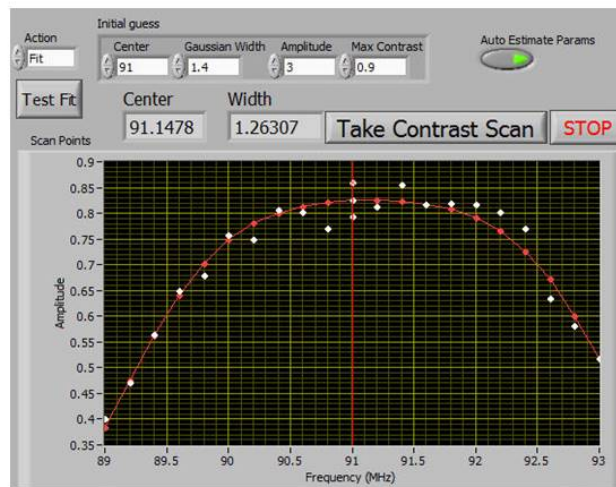 Initial guess
Action
Center Gaussian Width Amplitude Max Contrast
Auto Estimate Params
Fit
91 1.4 3 0.9
Test Fit
Center Width
91.1478 1.26307 Take Contrast Scan STOP
Scan Points
0.9
0.85
0.8
0.75
0.7
0.65
0.6
0.55
0.5
0.45
0.4
0.35
Amplitude
89 89.5 90 90.5 91 91.5 92 92.5 93
Frequency (MHz)